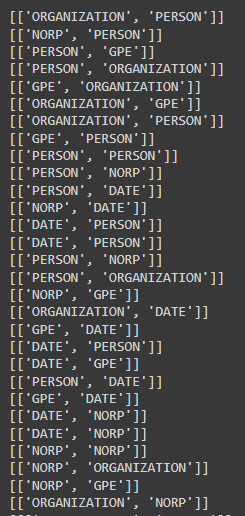 [['ORGANIZATION', 'PERSON']]
[['NORP', 'PERSON']]
[['PERSON', 'GPE']]
[['PERSON', 'ORGANIZATION']]
[['GPE', 'ORGANIZATION']]
[['ORGANIZATION', 'GPE']]
[['ORGANIZATION', 'PERSON']]
[['GPE', 'PERSON']]
[['PERSON', 'PERSON']]
[['PERSON', 'NORP']]
[['PERSON', 'DATE']]
[['NORP', 'DATE']]
[['DATE', 'PERSON']]
[['DATE', 'PERSON']]
[['PERSON', 'NORP']]
[['PERSON', 'ORGANIZATION']]
[['NORP', 'GPE']]
[['ORGANIZATION', 'DATE']]
[['GPE', 'DATE']]
[['DATE', 'PERSON']]
[['DATE', 'GPE']]
[['PERSON', 'DATE']]
[['GPE', 'DATE']]
[['DATE', 'NORP']]
[['DATE', 'NORP']]
[['NORP', 'NORP']]
[['NORP', 'ORGANIZATION']]
[['NORP', 'GPE']]
[['ORGANIZATION', 'NORP']]